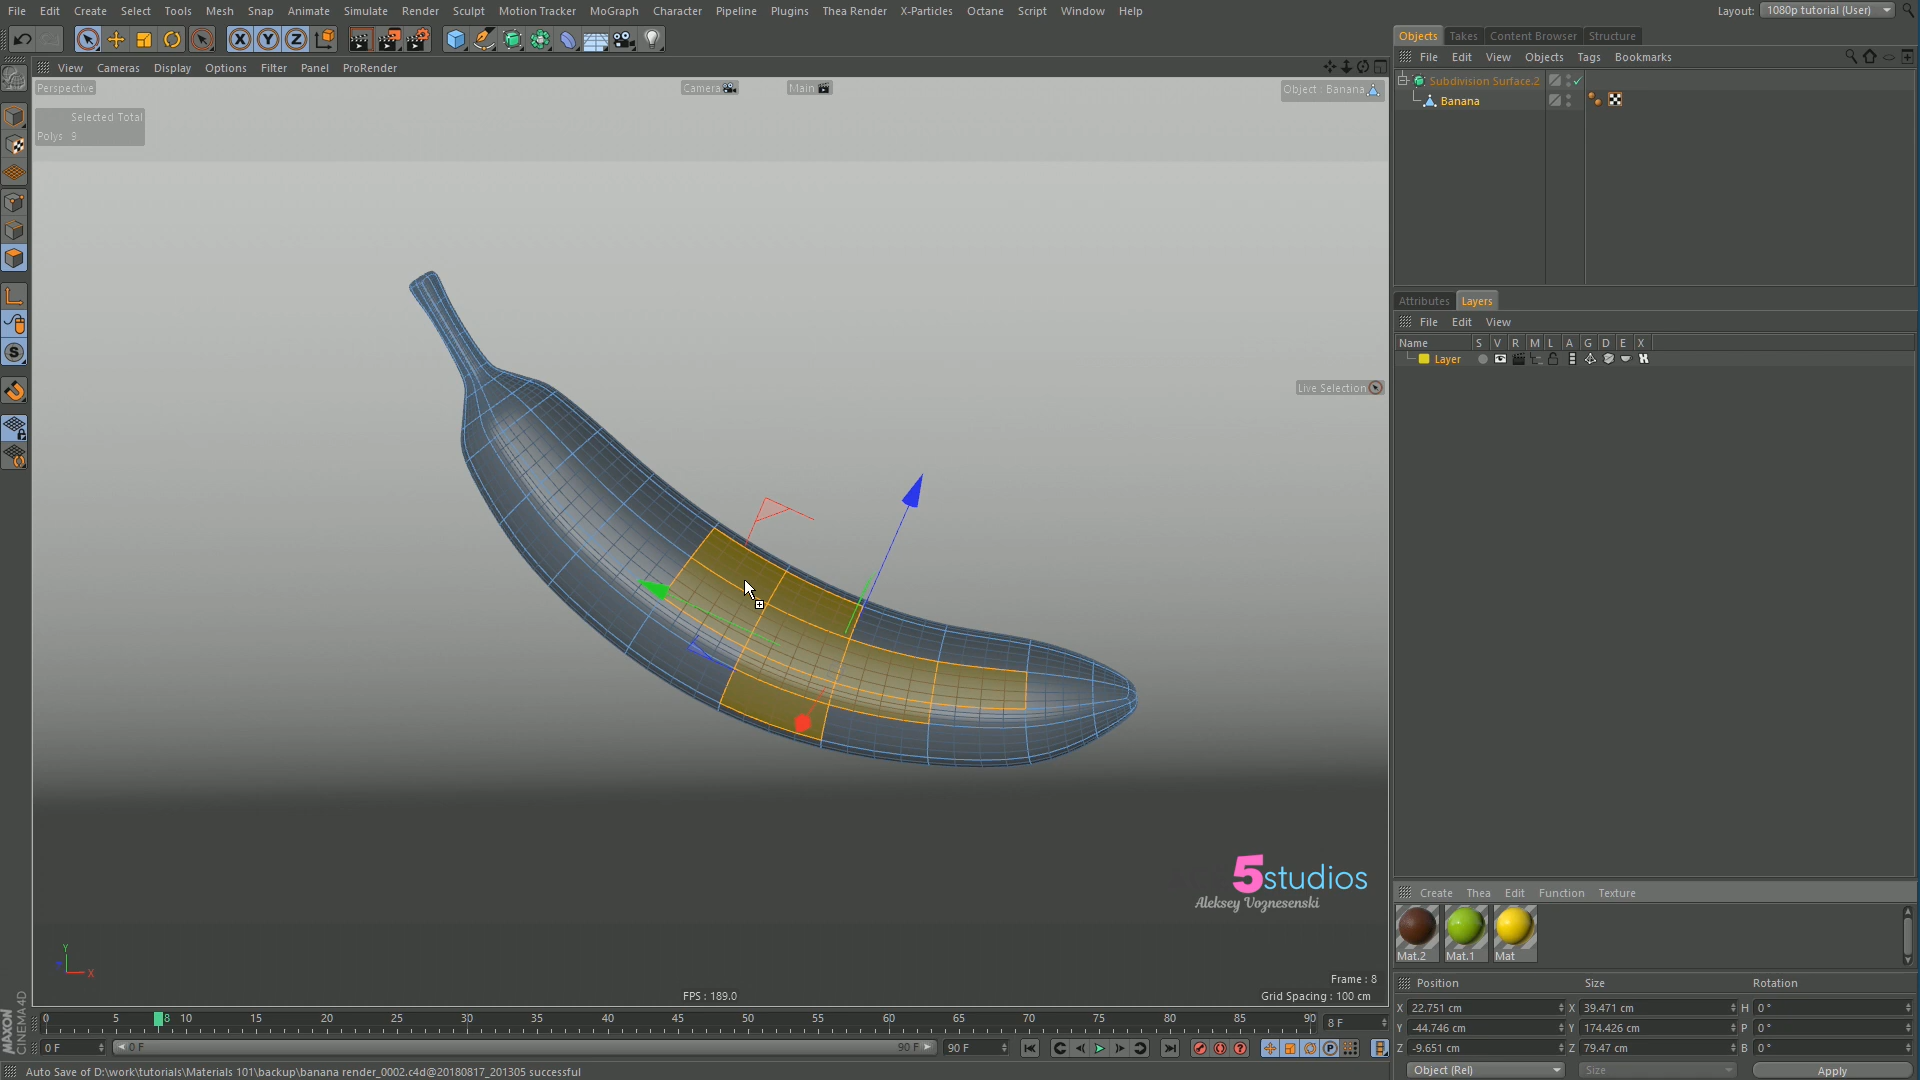 File Edit Create Select Tools Mesh Snap Animate Simulate Render Sculpt Motion Tracker MoGraph Character Pipeline Plugins Thea Render X-Particles Octane Script Window Help
Layout: 1080p tutorial (User)
Objects Takes Content Browser Structure
File Edit View Objects Tags Bookmarks
View Cameras Display Options Filter Panel ProRender
Perspective
Camera
Main
Object : Banana
Subdivision Surface.2
Banana
Selected Total
Polys 9
Attributes Layers
File Edit View
Name S V R M L A G D E X
Layer
Live Selection
5studios
Aleksey Voznesenski
Create Thea Edit Function Texture
Mat.2 Mat.1 Mat
Y
X
Frame : 8
FPS : 189.0
Grid Spacing : 100 cm
Position Size Rotation
X 22.751 cm X 39.471 cm H 0 °
Y -44.746 cm Y 174.426 cm P 0 °
Z -9.651 cm Z 79.47 cm B 0 °
Object (Rel) Size Apply
0 5 8 10 15 20 25 30 35 40 45 50 55 60 65 70 75 80 85 90
8 F
0 F 0 F 90 F 90 F
MAXON
CINEMA 4D
Auto Save of D:\work\tutorials\Materials 101\backup\banana render_0002.c4d@20180817_201305 successful